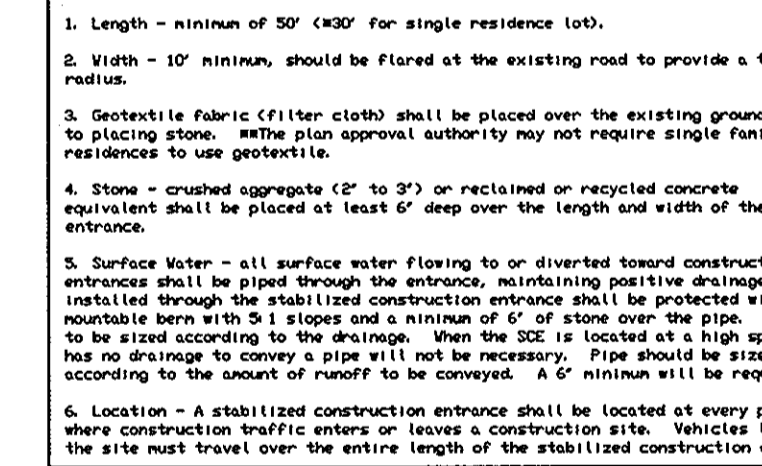 1. Length - minimum of 50' (*30' for single residence lot).
2. Width - 10' minimum, should be flared at the existing road to provide a t
radius.
3. Geotextile fabric (filter cloth) shall be placed over the existing ground
to placing stone. **The plan approval authority may not require single fam
residences to use geotextile.
4. Stone - crushed aggregate (2" to 3") or reclaimed or recycled concrete
equivalent shall be placed at least 6" deep over the length and width of the
entrance.
5. Surface Water - all surface water flowing to or diverted toward construct
entrances shall be piped through the entrance, maintaining positive drainage
installed through the stabilized construction entrance shall be protected w
mountable berm with 5:1 slopes and a minimum of 6" of stone over the pipe.
to be sized according to the drainage. When the SCE is located at a high sp
has no drainage to convey a pipe will not be necessary. Pipe should be size
according to the amount of runoff to be conveyed. A 6" minimum will be requ
6. Location - A stabilized construction entrance shall be located at every p
where construction traffic enters or leaves a construction site. Vehicles l
the site must travel over the entire length of the stabilized construction